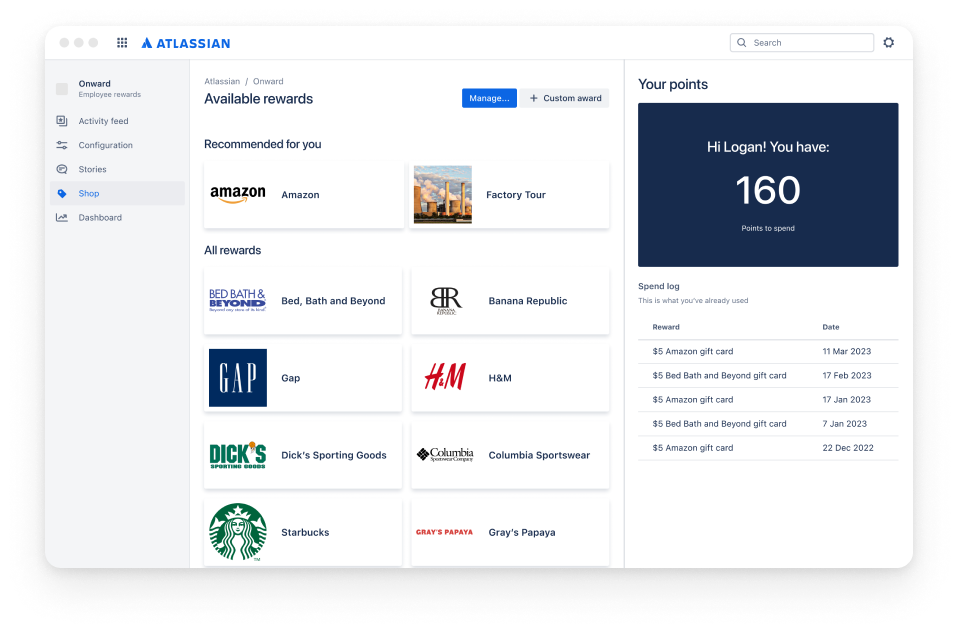 ATLASSIAN
Search
Onward
Employee rewards
Activity feed
Configuration
Stories
Shop
Dashboard
Atlassian / Onward
Available rewards
Manage...
+ Custom award
Recommended for you
amazon
Amazon
Factory Tour
All rewards
BED BATH &
BEYOND
Beyond any store of its kind.
Bed, Bath and Beyond
BR
BANANA
REPUBLIC
Banana Republic
GAP
Gap
H&M
H&M
DICK'S
SPORTING GOODS
Dick's Sporting Goods
Columbia
Sportswear Company
Columbia Sportswear
TM
Starbucks
GRAY'S PAPAYA
Gray's Papaya
Your points
Hi Logan! You have:
160
Points to spend
Spend log
This is what you've already used
Reward Date
$5 Amazon gift card 11 Mar 2023
$5 Bed Bath and Beyond gift card 17 Feb 2023
$5 Amazon gift card 17 Jan 2023
$5 Bed Bath and Beyond gift card 7 Jan 2023
$5 Amazon gift card 22 Dec 2022